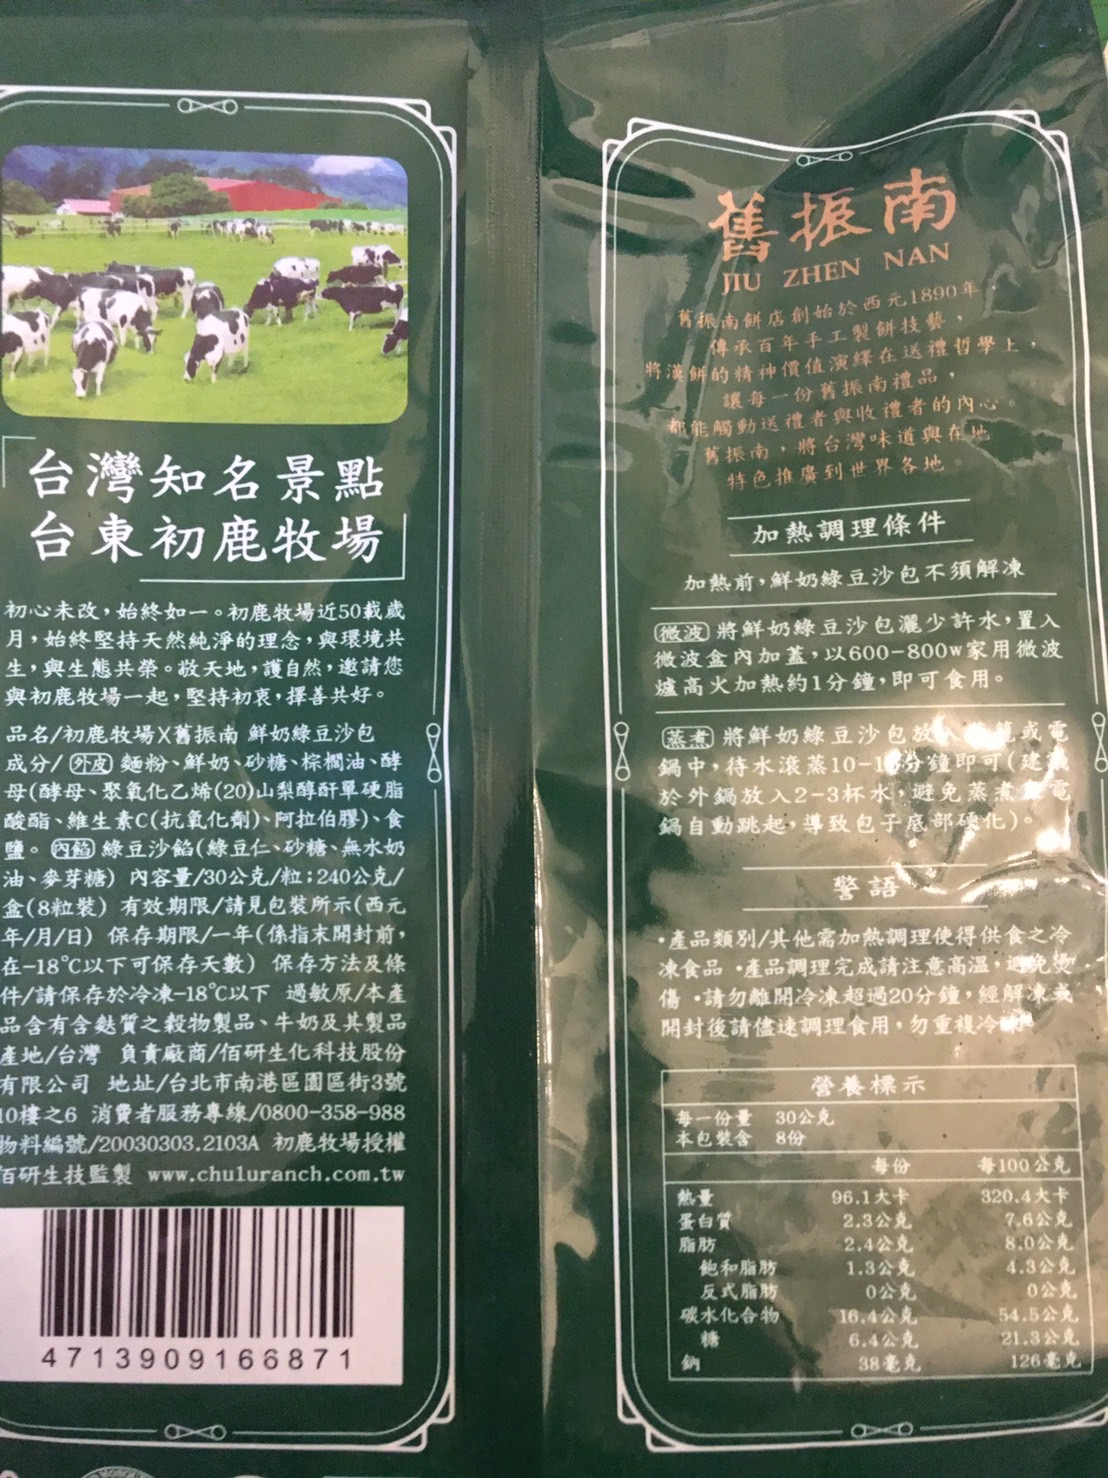 台灣知名景點
台東初鹿牧場
初心未改，始終如一。初鹿牧場近50載歲
月，始終堅持天然純淨的理念，與環境共
生，與生態共榮。敬天地，護自然，邀請您
與初鹿牧場一起，堅持初衷，擇善共好。
品名/初鹿牧場X舊振南 鮮奶綠豆沙包
成分/ 外皮 麵粉、鮮奶、砂糖、棕櫚油、酵
母(酵母、聚氧化乙烯(20)山梨醇酐單硬脂
酸酯、維生素C(抗氧化劑)、阿拉伯膠)、食
鹽。 內餡 綠豆沙餡(綠豆仁、砂糖、無水奶
油、麥芽糖) 內容量/30公克/粒；240公克/
盒(8粒裝) 有效期限/請見包裝所示(西元
年/月/日) 保存期限/一年(係指末開封前，
在-18°C以下可保存天數) 保存方法及條
件/請保存於冷凍-18°C以下 過敏原/本產
品含有含麩質之穀物製品、牛奶及其製品
產地/台灣 負責廠商/佰研生化科技股份
有限公司 地址/台北市南港區園區街3號
10樓之6 消費者服務專線/0800-358-988
物料編號/20030303.2103A 初鹿牧場授權
佰研生技監製 www.chuluranch.com.tw
4713909166871
舊振南
JIU ZHEN NAN
舊振南餅店創始於西元1890年，
傳承百年手工製餅技藝，
將漢餅的精神價值演繹在送禮哲學上，
讓每一份舊振南禮品，
都能觸動送禮者與收禮者的內心。
舊振南，將台灣味道與在地
特色推廣到世界各地。
加熱調理條件
加熱前，鮮奶綠豆沙包不須解凍
微波 將鮮奶綠豆沙包灑少許水，置入
微波盒內加蓋，以600-800w家用微波
爐高火加熱約1分鐘，即可食用。
蒸煮 將鮮奶綠豆沙包放入蒸籠或電
鍋中，待水滾蒸10-1分鐘即可(建議
於外鍋放入2-3杯水，避免蒸煮電
鍋自動跳起，導致包子底部硬化)。
警語
•產品類別/其他需加熱調理使得供食之冷
凍食品 •產品調理完成請注意高溫，避免燙
傷 •請勿離開冷凍超過20分鐘，經解凍或
開封後請儘速調理食用，勿重複冷凍
營養標示
每一份量 30公克
本包裝含 8份
每份 每100公克
熱量 96.1大卡 320.4大卡
蛋白質 2.3公克 7.6公克
脂肪 2.4公克 8.0公克
飽和脂肪 1.3公克 4.3公克
反式脂肪 0公克 0公克
碳水化合物 16.4公克 54.5公克
糖 6.4公克 21.3公克
鈉 38毫克 126毫克